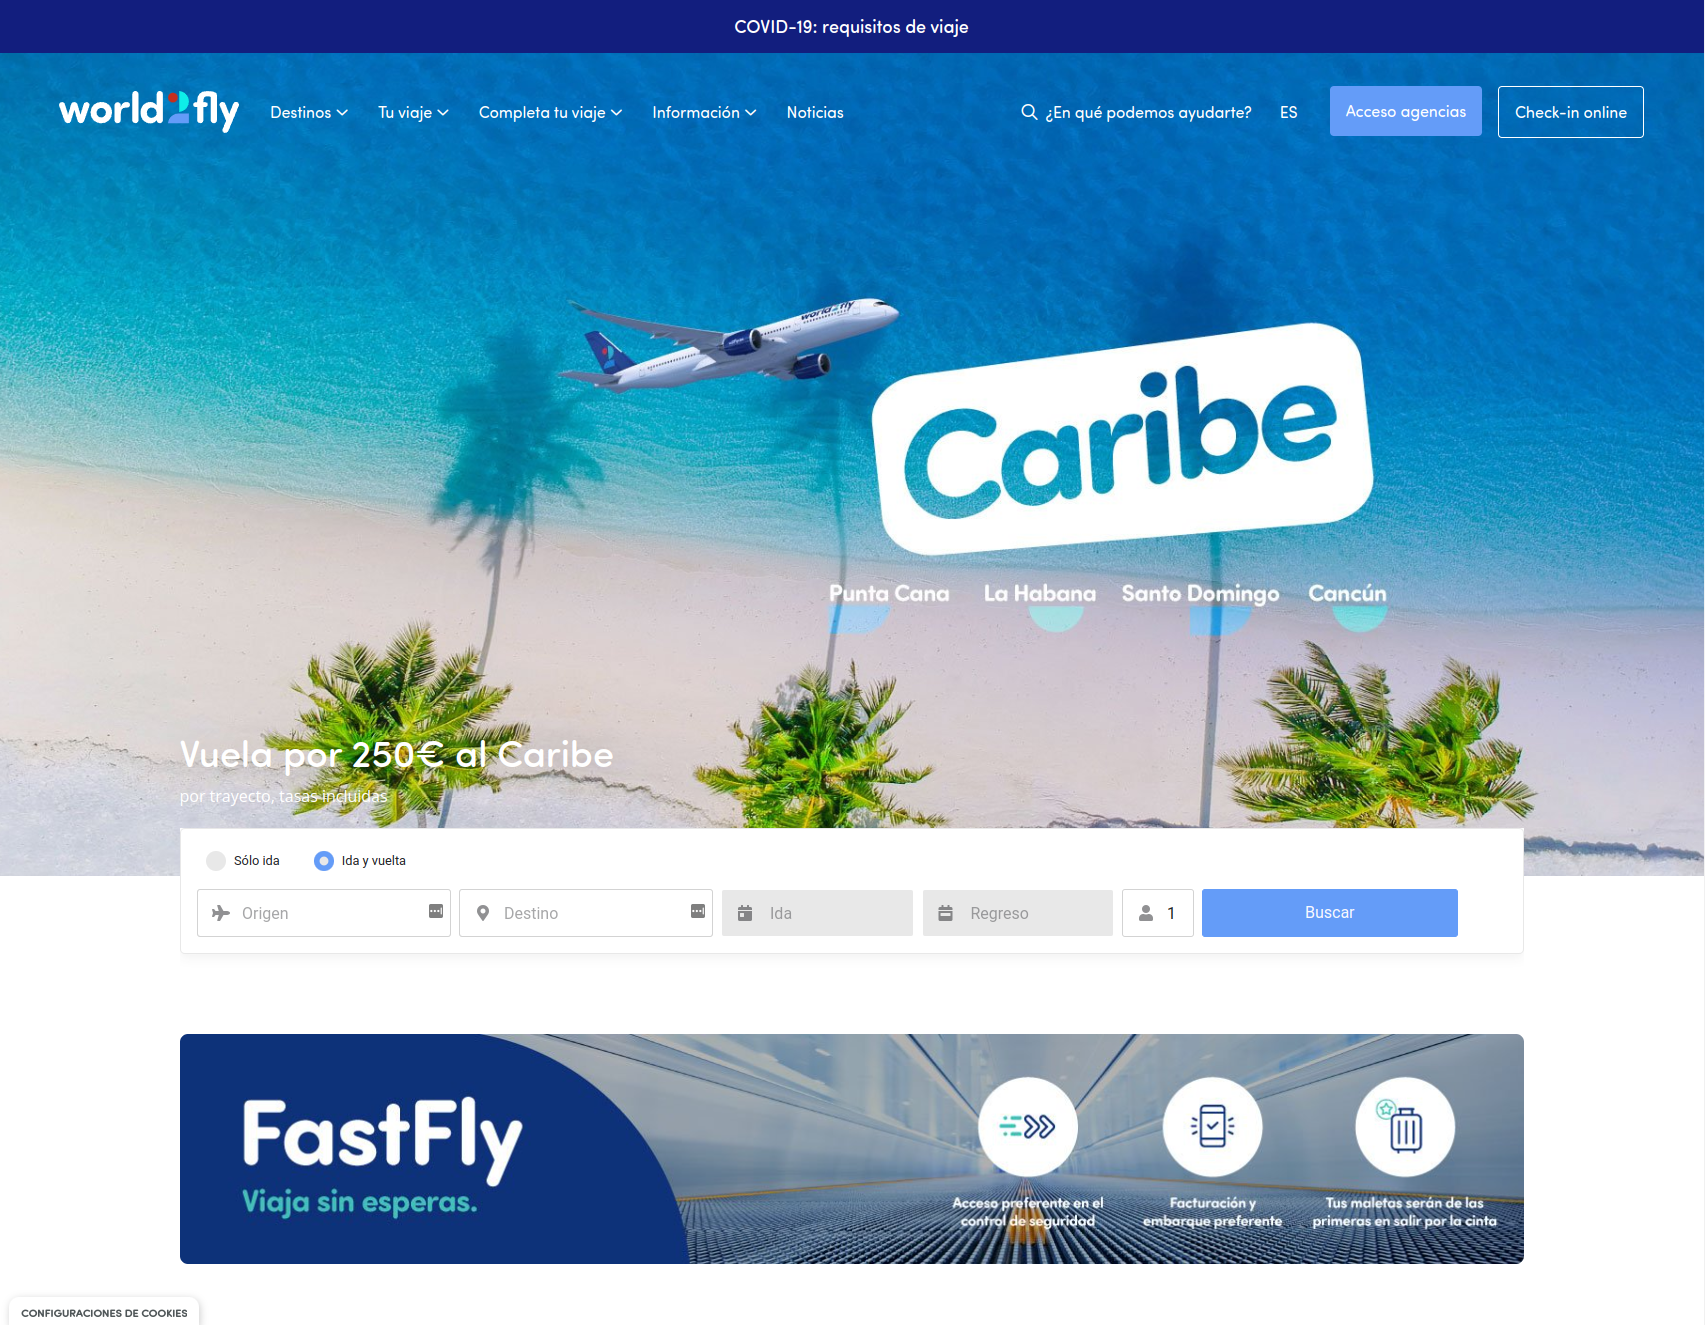 COVID-19: requisitos de viaje
world2fly
Destinos
Tu viaje
Completa tu viaje
Información
Noticias
¿En qué podemos ayudarte?
ES
Acceso agencias
Check-in online
world2fly
Caribe
Punta Cana
La Habana
Santo Domingo
Cancún
Vuela por 250€ al Caribe
por trayecto, tasas incluidas
Sólo ida
Ida y vuelta
Origen
Destino
Ida
Regreso
1
Buscar
FastFly
Viaja sin esperas.
Acceso preferente en el
control de seguridad
Facturación y
embarque preferente
Tus maletas serán de las
primeras en salir por la cinta
CONFIGURACIONES DE COOKIES